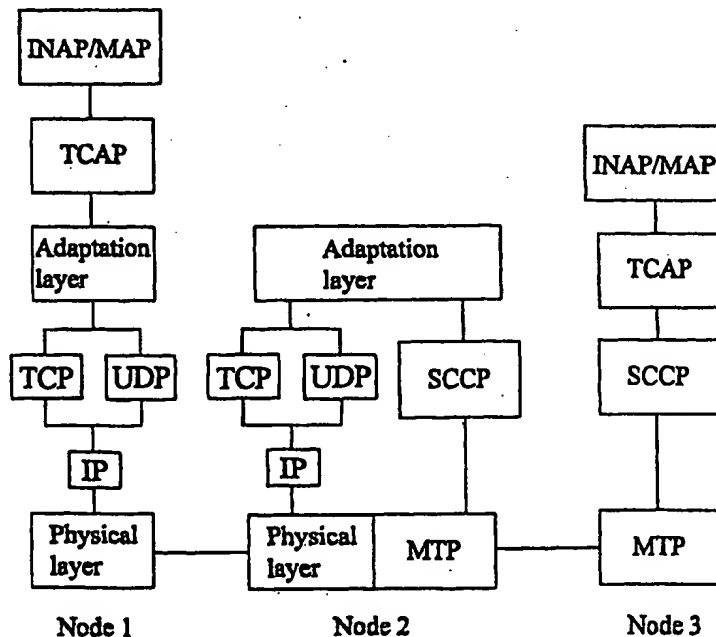 INAP/MAP
TCAP
Adaptation
layer
TCP
UDP
IP
Physical
layer
Node 1
Adaptation
layer
TCP
UDP
SCCP
IP
Physical
layer
MTP
Node 2
INAP/MAP
TCAP
SCCP
MTP
Node 3